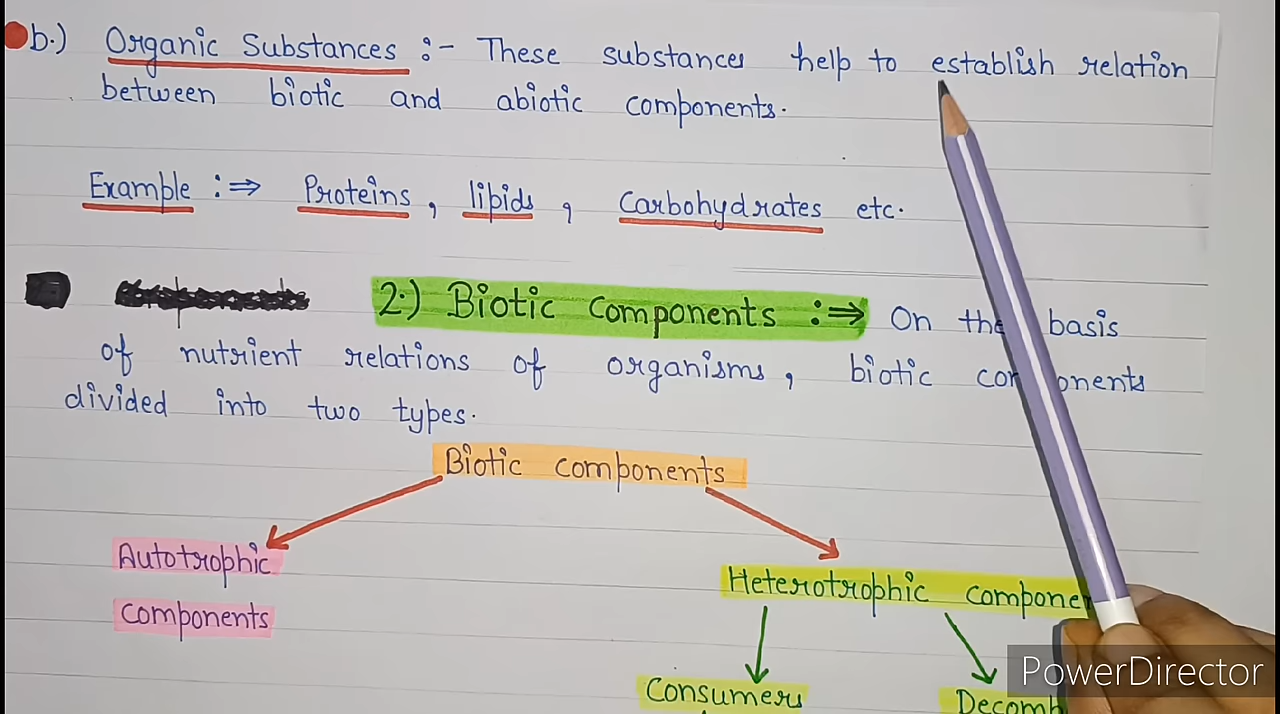 b.) Organic Substances :- These substances help to establish relation
between biotic and abiotic components.
Example :⇒ Proteins, lipids, Carbohydrates etc.
2.) Biotic Components :⇒ On the basis
of nutrient relations of organisms, biotic components
divided into two types.
Biotic components
Autotrophic
components
Heterotrophic
Consumers
PowerDirector